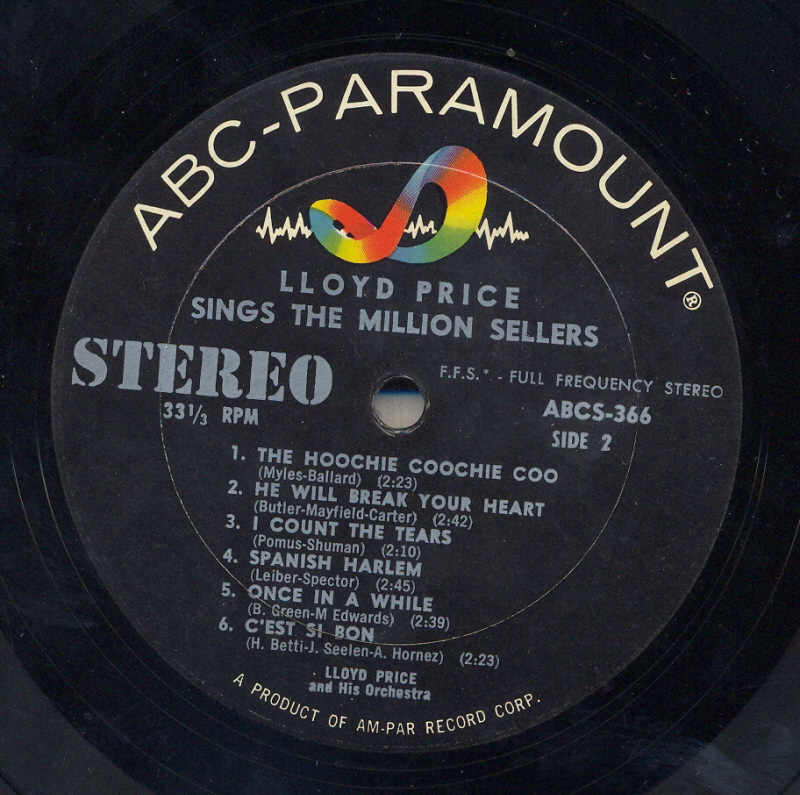 ABC-PARAMOUNT®
LLOYD PRICE
SINGS THE MILLION SELLERS
STEREO
F.F.S.* - FULL FREQUENCY STEREO
33 1/3 RPM
ABCS-366
SIDE 2
1. THE HOOCHIE COOCHIE COO
(Myles-Ballard) (2:23)
2. HE WILL BREAK YOUR HEART
(Butler-Mayfield-Carter) (2:42)
3. I COUNT THE TEARS
(Pomus-Shuman) (2:10)
4. SPANISH HARLEM
(Leiber-Spector) (2:45)
5. ONCE IN A WHILE
(B. Green-M Edwards) (2:39)
6. C'EST SI BON
(H. Betti-J. Seelen-A. Hornez) (2:23)
LLOYD PRICE
and His Orchestra
A PRODUCT OF AM-PAR RECORD CORP.